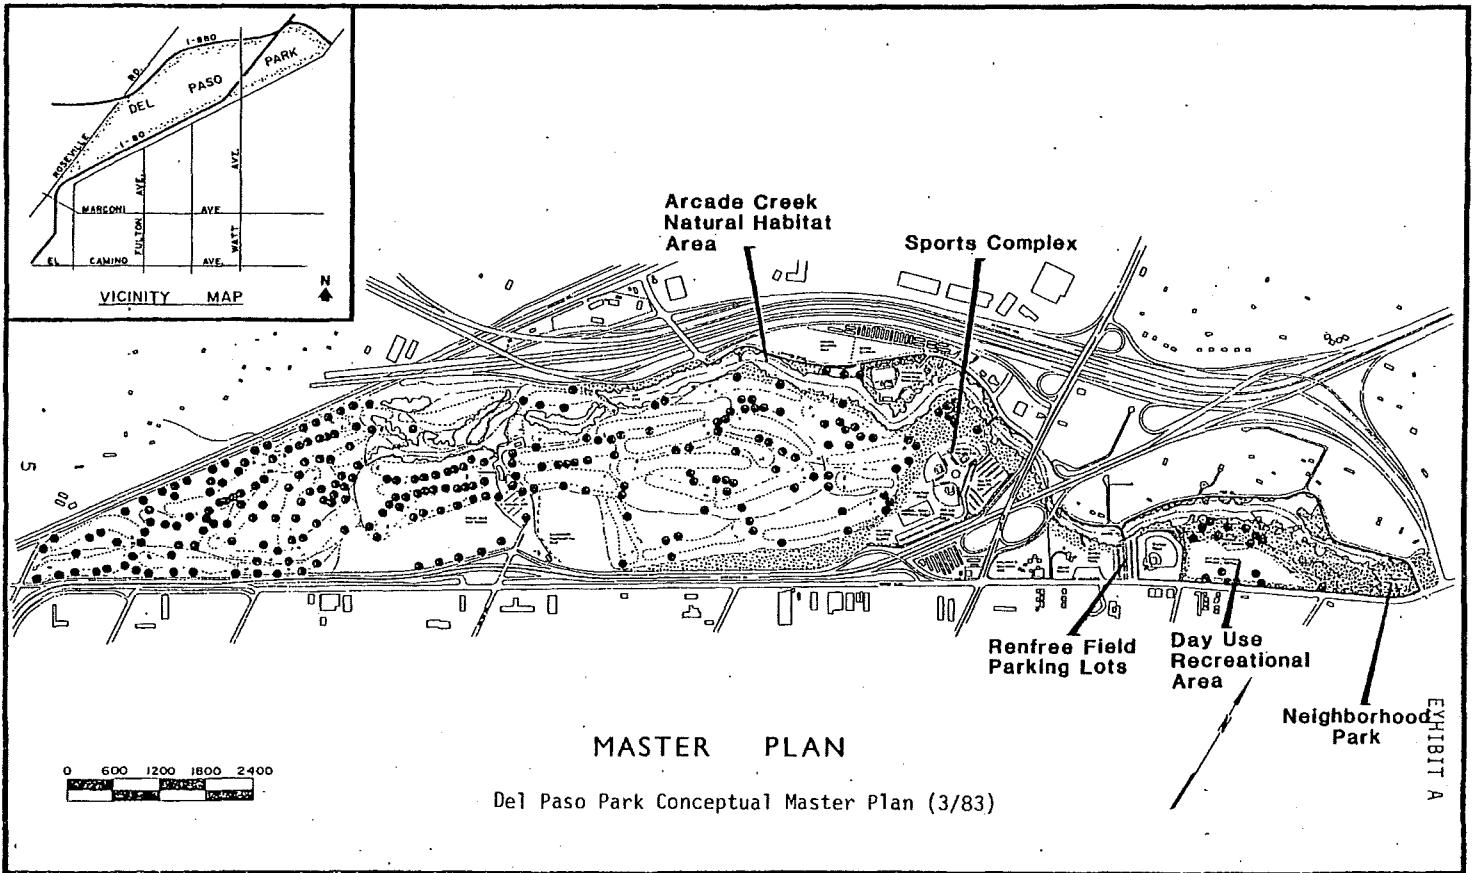 I-880
RD.
DEL
PASO
PARK
I-80
ROSEVILLE
AVE.
AVE.
MARCONI
AVE.
FULTON
WATT
EL
CAMINO
AVE.
N
VICINITY MAP
Arcade Creek
Natural Habitat
Area
Sports Complex
5
Renfree Field
Parking Lots
Day Use
Recreational
Area
Neighborhood
Park
EXHIBIT A
MASTER PLAN
0 600 1200 1800 2400
Del Paso Park Conceptual Master Plan (3/83)